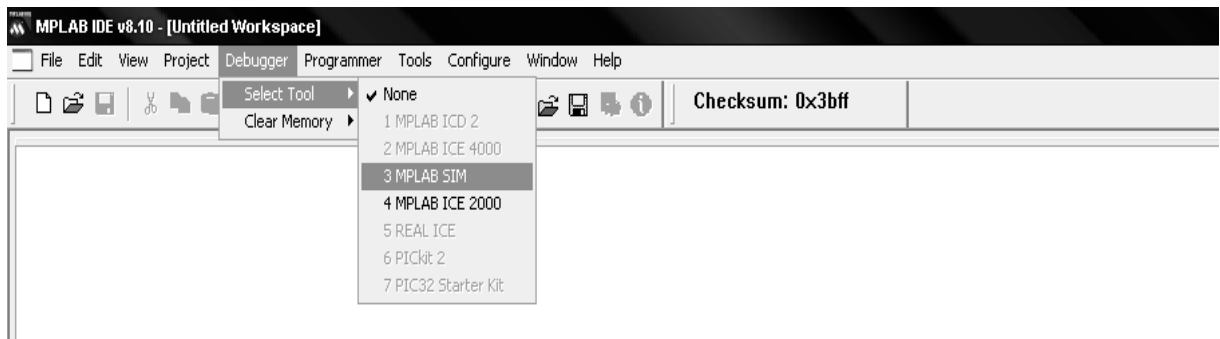 MPLAB IDE v8.10 - [Untitled Workspace]
File Edit View Project Debugger Programmer Tools Configure Window Help
Select Tool
Clear Memory
✔ None
1 MPLAB ICD 2
2 MPLAB ICE 4000
3 MPLAB SIM
4 MPLAB ICE 2000
5 REAL ICE
6 PICkit 2
7 PIC32 Starter Kit
Checksum: 0x3bff